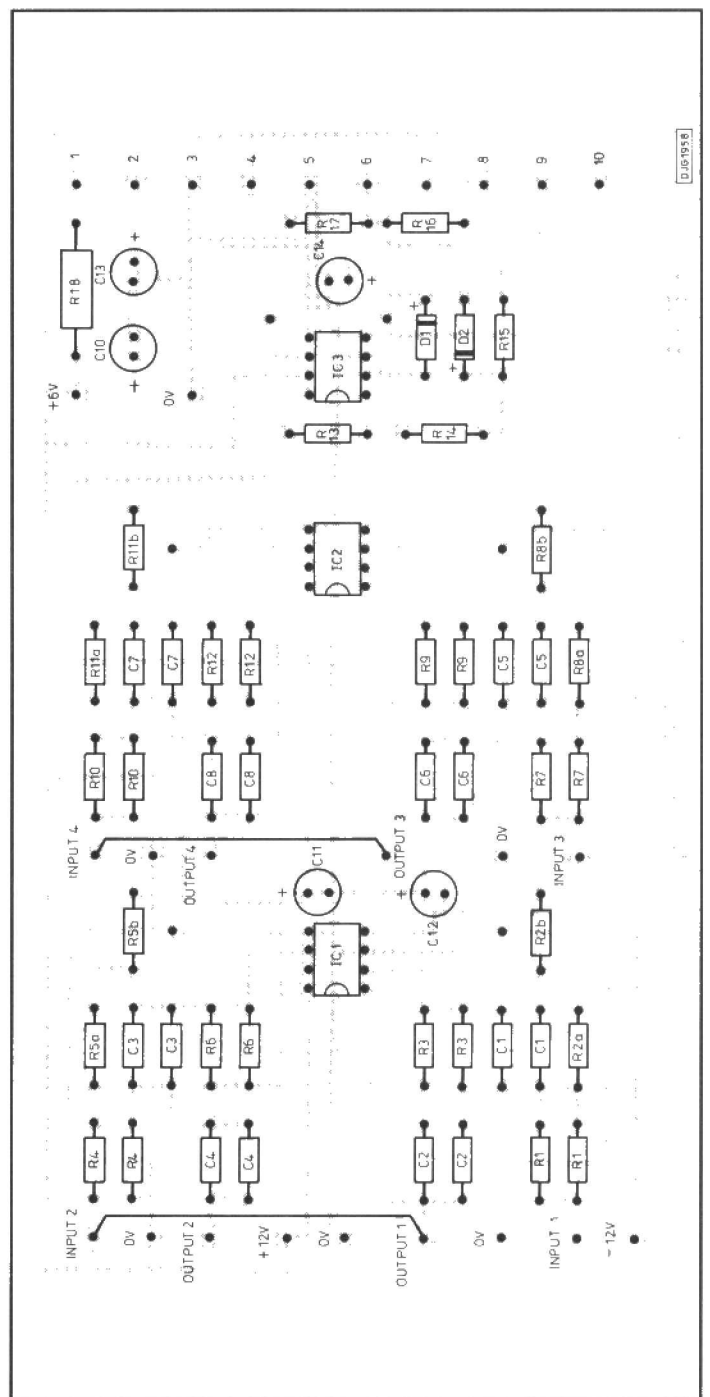 DJG1958
1
2
3
4
5
6
7
8
9
10
R18
C13
C10
R
17
R
16
C14
+
+
+
+6V
0V
IC3
D1
+
D2
+
R15
R
13
R
14
R11b
IC2
R8b
R11a
C7
C7
R12
R12
R9
R9
C5
C5
R8a
R10
R10
C8
C8
C6
C6
R7
R7
INPUT 4
0V
OUTPUT 4
OUTPUT 3
0V
INPUT 3
C11
+
C12
+
R5b
IC1
R2b
R5a
C3
C3
R6
R6
R3
R3
C1
C1
R2a
R4
R4
C4
C4
C2
C2
R1
R1
INPUT 2
0V
OUTPUT 2
+12V
0V
OUTPUT 1
0V
INPUT 1
-12V